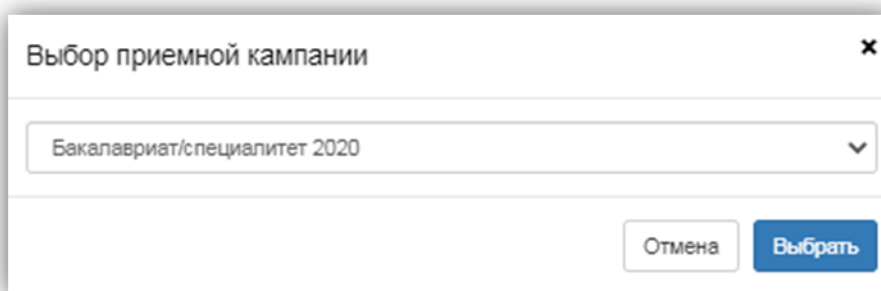 Выбор приемной кампании
Бакалавриат/специалитет 2020
Отмена Выбрать